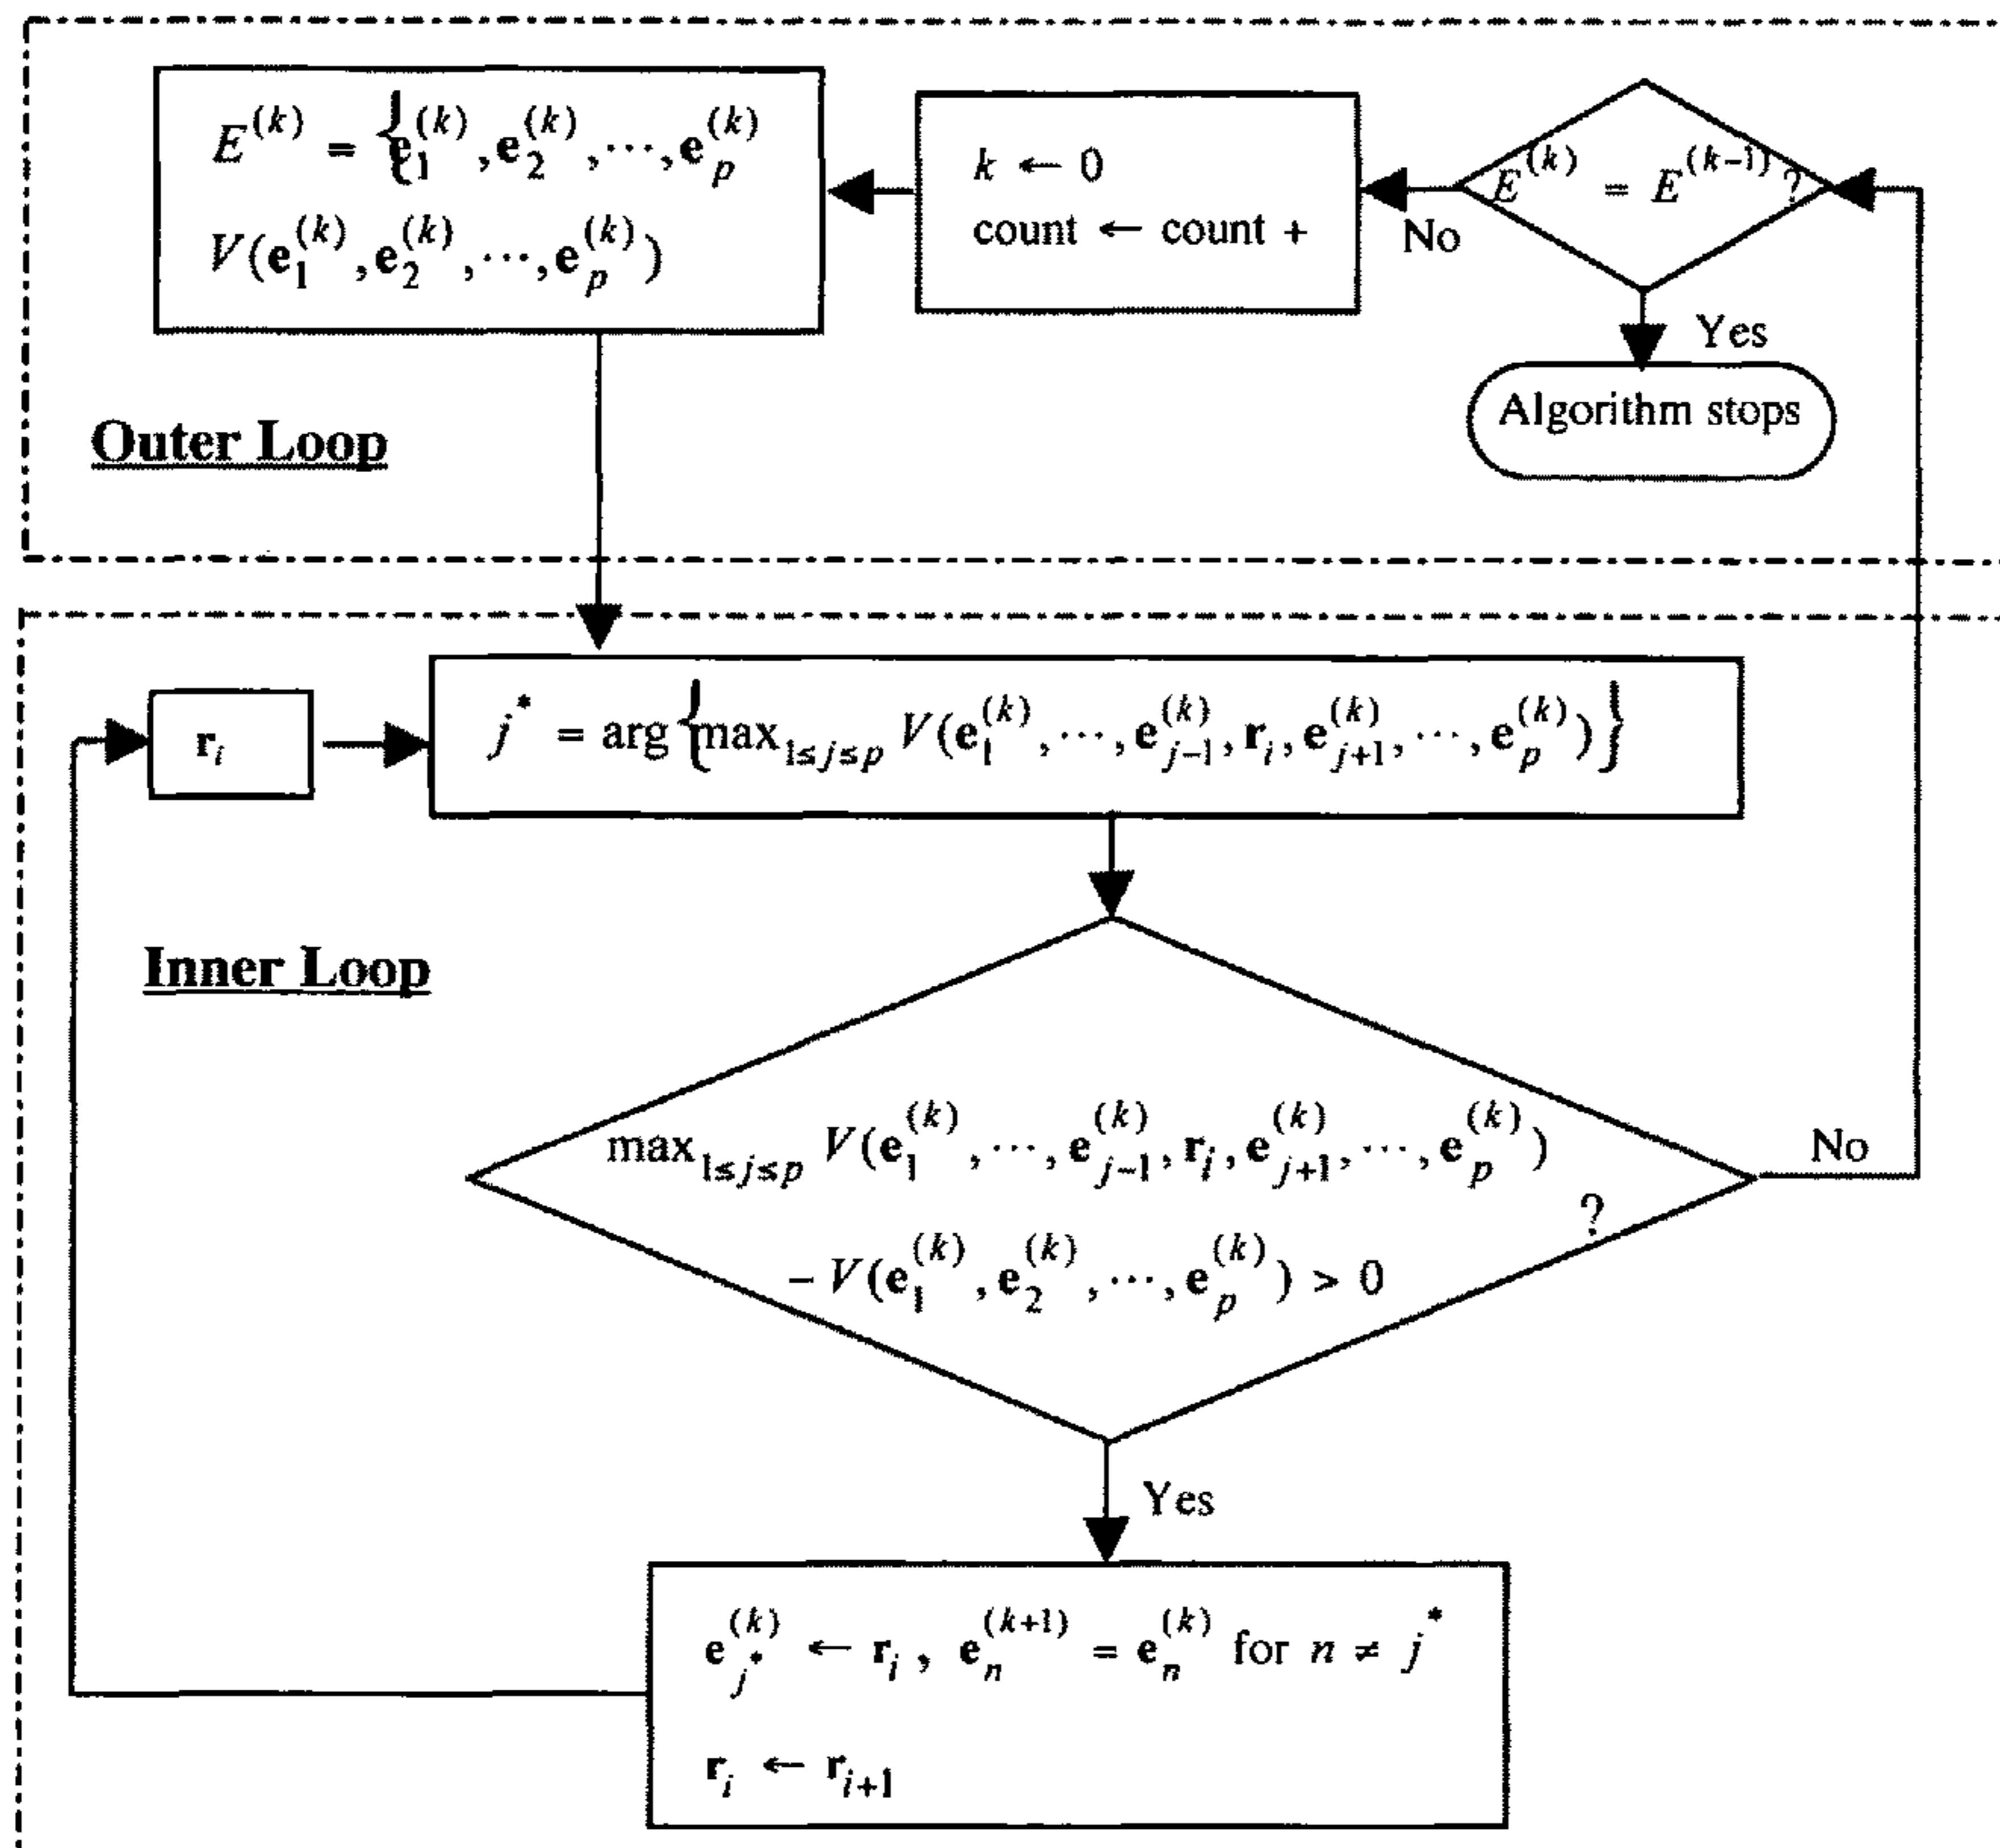 E^(k) = {e_1^(k), e_2^(k), ⋯, e_p^(k)
V(e_1^(k), e_2^(k), ⋯, e_p^(k))
k ← 0
count ← count +
E^(k) = E^(k-1) ?
No
Yes
Algorithm stops
Outer Loop
r_i
j^* = arg{max_{1≤j≤p} V(e_1^(k), ⋯, e_{j-1}^(k), r_i, e_{j+1}^(k), ⋯, e_p^(k))}
Inner Loop
max_{1≤j≤p} V(e_1^(k), ⋯, e_{j-1}^(k), r_i, e_{j+1}^(k), ⋯, e_p^(k))
− V(e_1^(k), e_2^(k), ⋯, e_p^(k)) > 0 ?
No
Yes
e_{j^*}^(k) ← r_i, e_n^(k+1) = e_n^(k) for n ≠ j^*
r_i ← r_{i+1}